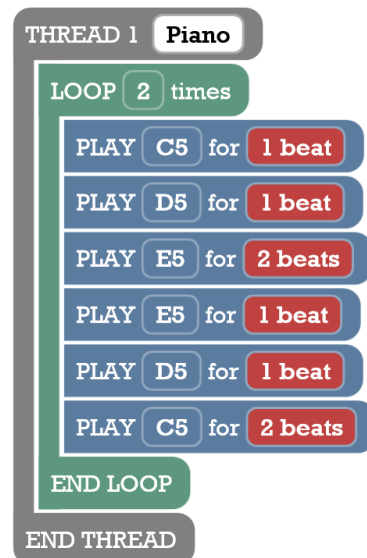 THREAD 1 Piano
LOOP 2 times
PLAY C5 for 1 beat
PLAY D5 for 1 beat
PLAY E5 for 2 beats
PLAY E5 for 1 beat
PLAY D5 for 1 beat
PLAY C5 for 2 beats
END LOOP
END THREAD